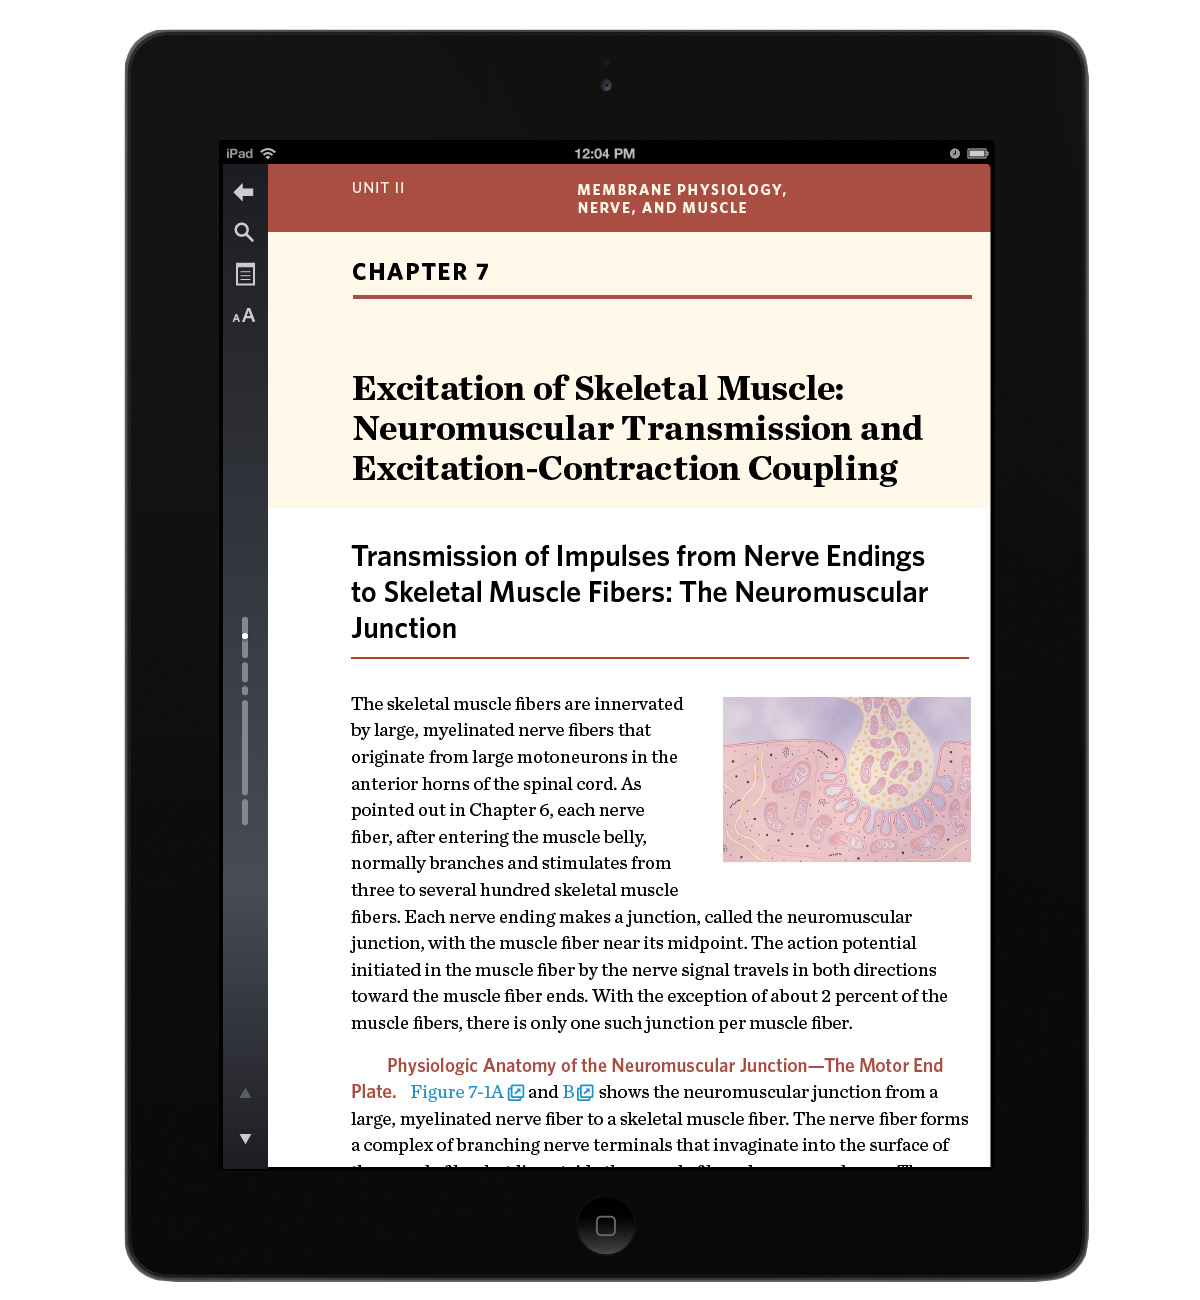 iPad
12:04 PM
UNIT II
MEMBRANE PHYSIOLOGY,
NERVE, AND MUSCLE
AA
CHAPTER 7
Excitation of Skeletal Muscle:
Neuromuscular Transmission and
Excitation-Contraction Coupling
Transmission of Impulses from Nerve Endings
to Skeletal Muscle Fibers: The Neuromuscular
Junction
The skeletal muscle fibers are innervated
by large, myelinated nerve fibers that
originate from large motoneurons in the
anterior horns of the spinal cord. As
pointed out in Chapter 6, each nerve
fiber, after entering the muscle belly,
normally branches and stimulates from
three to several hundred skeletal muscle
fibers. Each nerve ending makes a junction, called the neuromuscular
junction, with the muscle fiber near its midpoint. The action potential
initiated in the muscle fiber by the nerve signal travels in both directions
toward the muscle fiber ends. With the exception of about 2 percent of the
muscle fibers, there is only one such junction per muscle fiber.
Physiologic Anatomy of the Neuromuscular Junction—The Motor End
Plate. Figure 7-1A and B shows the neuromuscular junction from a
large, myelinated nerve fiber to a skeletal muscle fiber. The nerve fiber forms
a complex of branching nerve terminals that invaginate into the surface of